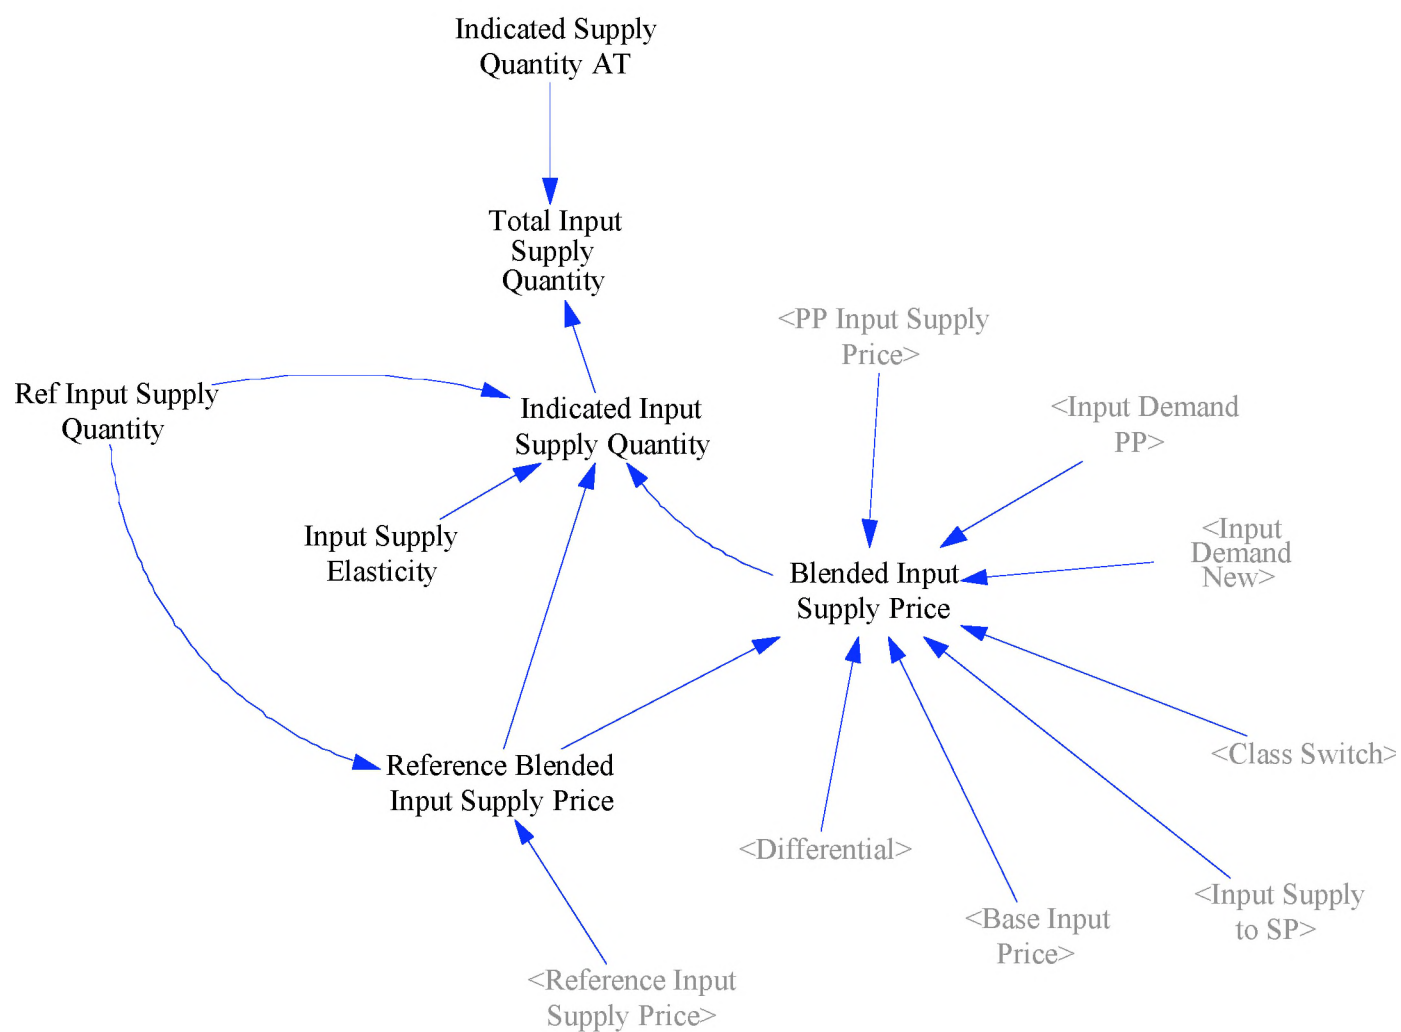 Indicated Supply
Quantity AT
Total Input
Supply
Quantity
<PP Input Supply
Price>
Ref Input Supply
Quantity
Indicated Input
Supply Quantity
<Input Demand
PP>
Input Supply
Elasticity
<Input
Demand
New>
Blended Input
Supply Price
Reference Blended
Input Supply Price
<Class Switch>
<Differential>
<Input Supply
to SP>
<Base Input
Price>
<Reference Input
Supply Price>